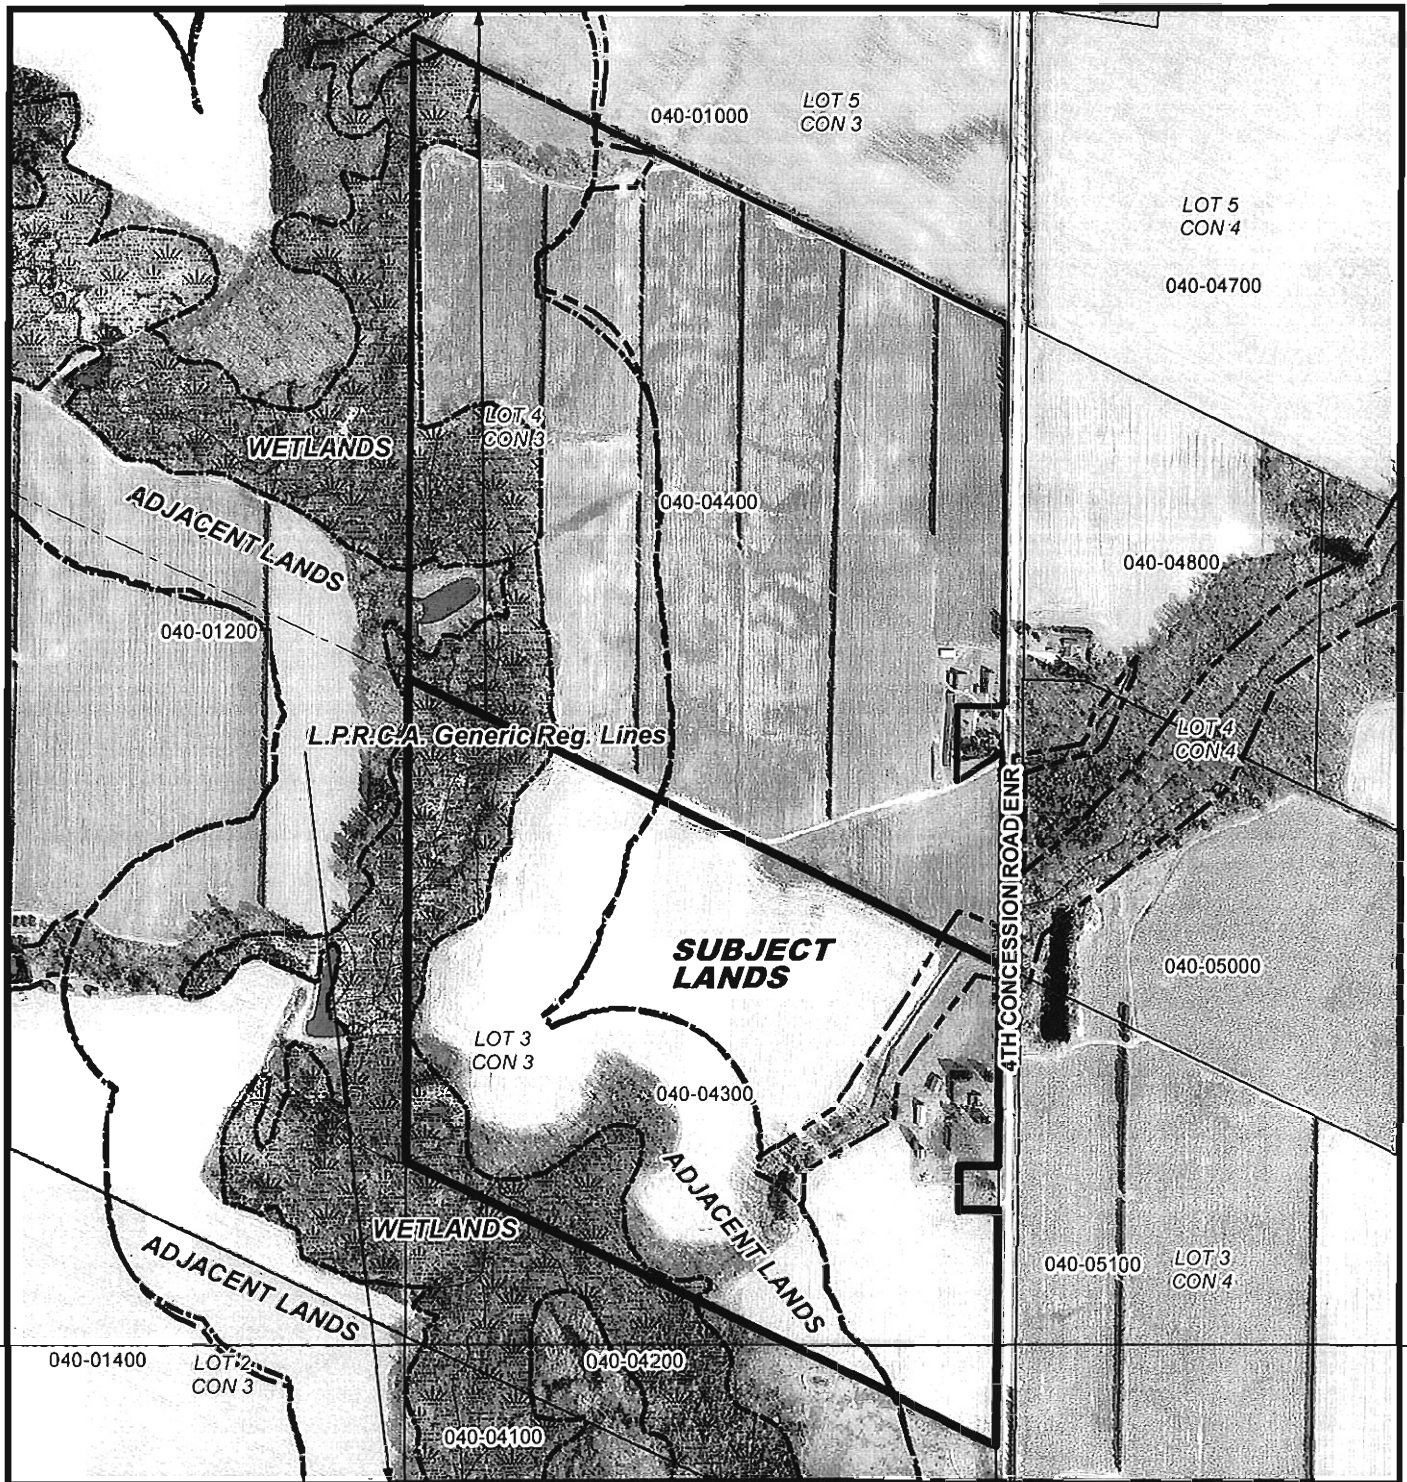 040-01000
LOT 5
CON 3
LOT 5
CON 4
040-04700
LOT 4
CON 3
WETLANDS
ADJACENT LANDS
040-04400
040-04800
040-01200
L.P.R.C.A. Generic Reg. Lines
LOT 4
CON 4
4TH CONCESSION ROAD ENR
SUBJECT
LANDS
040-05000
LOT 3
CON 3
040-04300
ADJACENT LANDS
WETLANDS
ADJACENT LANDS
040-05100
LOT 3
CON 4
040-01400
LOT 2
CON 3
040-04200
040-04100